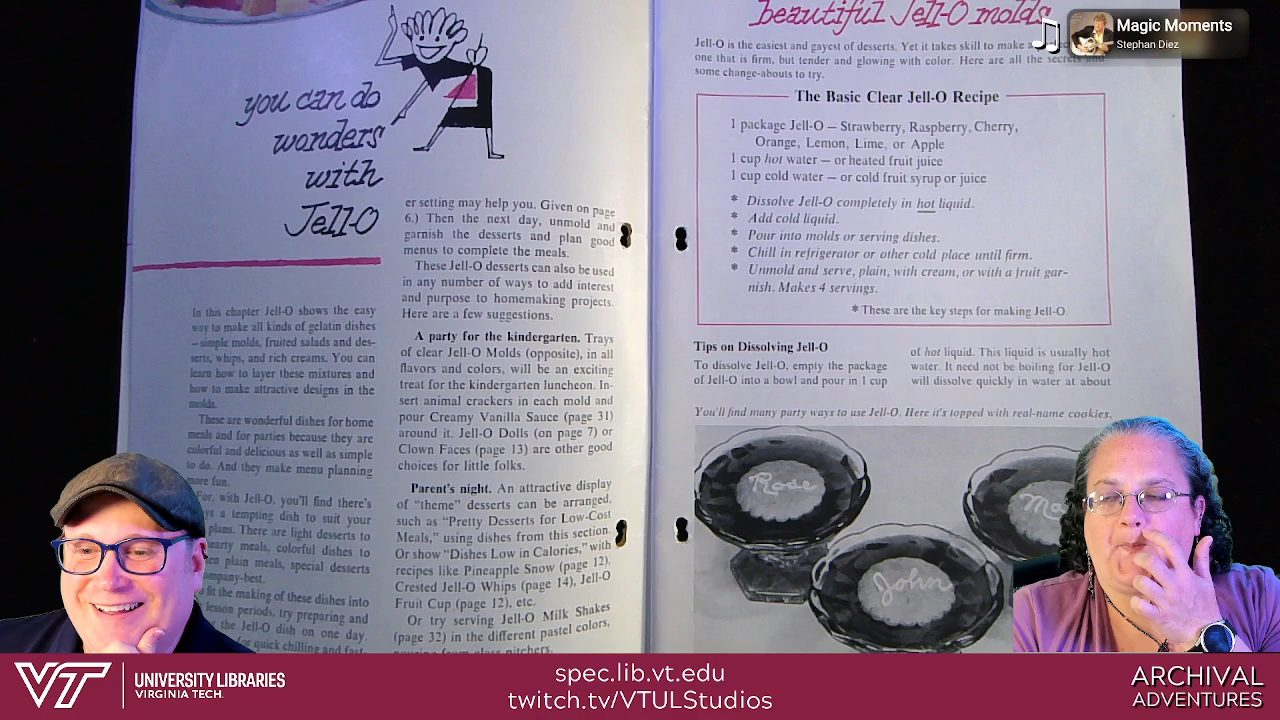 you can do
wonders
with
Jell-O
In this chapter Jell-O shows the easy
way to make all kinds of gelatin dishes
— simple molds, fruited salads and des-
serts, whips, and rich creams. You can
learn how to layer these mixtures and
how to make attractive designs in the
molds.
These are wonderful dishes for home
meals and for parties because they are
colorful and delicious as well as simple
to do. And they make menu planning
more fun.
For, with Jell-O, you'll find there's
a tempting dish to suit your
plans. There are light desserts to
hearty meals, colorful dishes to
plain meals, special desserts
company-best.
fit the making of these dishes into
lesson periods, try preparing and
the Jell-O dish on one day.
for quick chilling and fast-
er setting may help you. Given on page
6.) Then the next day, unmold and
garnish the desserts and plan good
menus to complete the meals.
These Jell-O desserts can also be used
in any number of ways to add interest
and purpose to homemaking projects.
Here are a few suggestions.
A party for the kindergarten. Trays
of clear Jell-O Molds (opposite), in all
flavors and colors, will be an exciting
treat for the kindergarten luncheon. In-
sert animal crackers in each mold and
pour Creamy Vanilla Sauce (page 31)
around it. Jell-O Dolls (on page 7) or
Clown Faces (page 13) are other good
choices for little folks.
Parent's night. An attractive display
of "theme" desserts can be arranged,
such as "Pretty Desserts for Low-Cost
Meals," using dishes from this section.
Or show "Dishes Low in Calories," with
recipes like Pineapple Snow (page 12),
Crested Jell-O Whips (page 14), Jell-O
Fruit Cup (page 12), etc.
Or try serving Jell-O Milk Shakes
(page 32) in the different pastel colors,
pouring from glass pitchers.
beautiful Jell-O molds
Jell-O is the easiest and gayest of desserts. Yet it takes skill to make
one that is firm, but tender and glowing with color. Here are all the secrets and
some change-abouts to try.
The Basic Clear Jell-O Recipe
1 package Jell-O — Strawberry, Raspberry, Cherry,
Orange, Lemon, Lime, or Apple
1 cup hot water — or heated fruit juice
1 cup cold water — or cold fruit syrup or juice
* Dissolve Jell-O completely in hot liquid.
* Add cold liquid.
* Pour into molds or serving dishes.
* Chill in refrigerator or other cold place until firm.
* Unmold and serve, plain, with cream, or with a fruit gar-
nish. Makes 4 servings.
* These are the key steps for making Jell-O.
Tips on Dissolving Jell-O
To dissolve Jell-O, empty the package
of Jell-O into a bowl and pour in 1 cup
of hot liquid. This liquid is usually hot
water. It need not be boiling for Jell-O
will dissolve quickly in water at about
You'll find many party ways to use Jell-O. Here it's topped with real-name cookies.
Rose
John
Ma
Magic Moments
Stephan Diez
VT
UNIVERSITY LIBRARIES
VIRGINIA TECH
spec.lib.vt.edu
twitch.tv/VTULStudios
ARCHIVAL
ADVENTURES